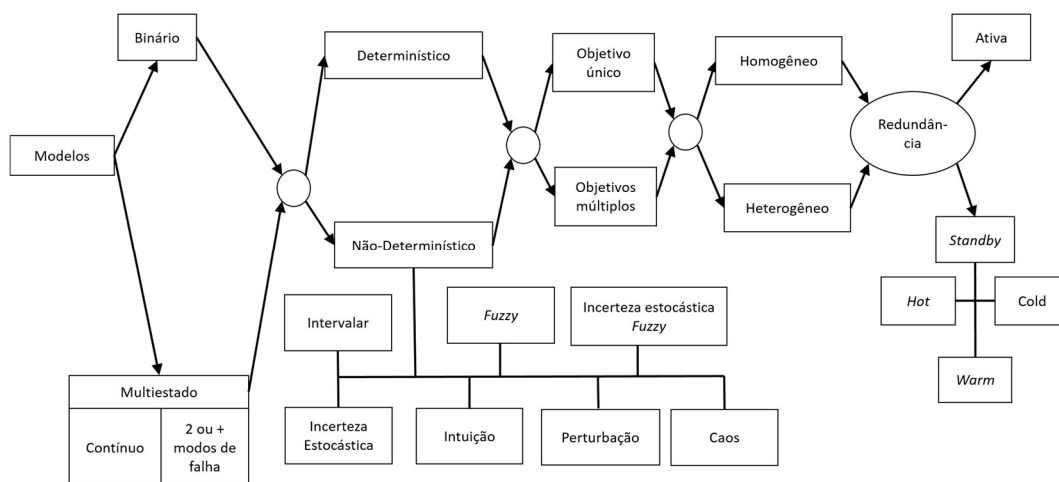 Modelos
Binário
Multiestado
Contínuo
2 ou +
modos de
falha
Determinístico
Não-Determinístico
Intervalar
Fuzzy
Incerteza estocástica
Fuzzy
Incerteza
Estocástica
Intuição
Perturbação
Caos
Objetivo
único
Objetivos
múltiplos
Homogêneo
Heterogêneo
Redundân-
cia
Ativa
Standby
Hot
Cold
Warm